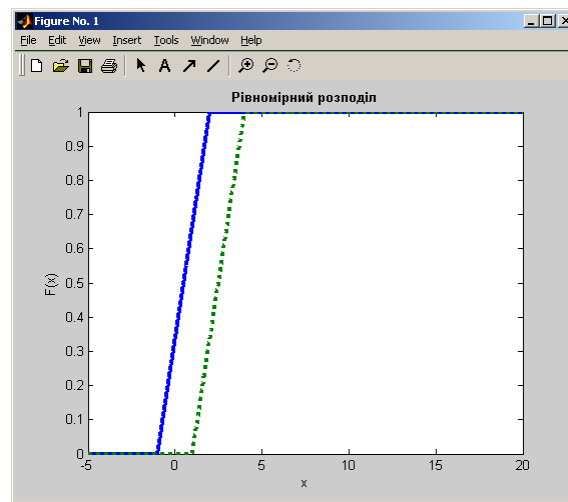 Figure No. 1
File Edit View Insert Tools Window Help
A
Рівномірний розподіл
1
0.9
0.8
0.7
0.6
0.5
0.4
0.3
0.2
0.1
0
F(x)
-5 0 5 10 15 20
x